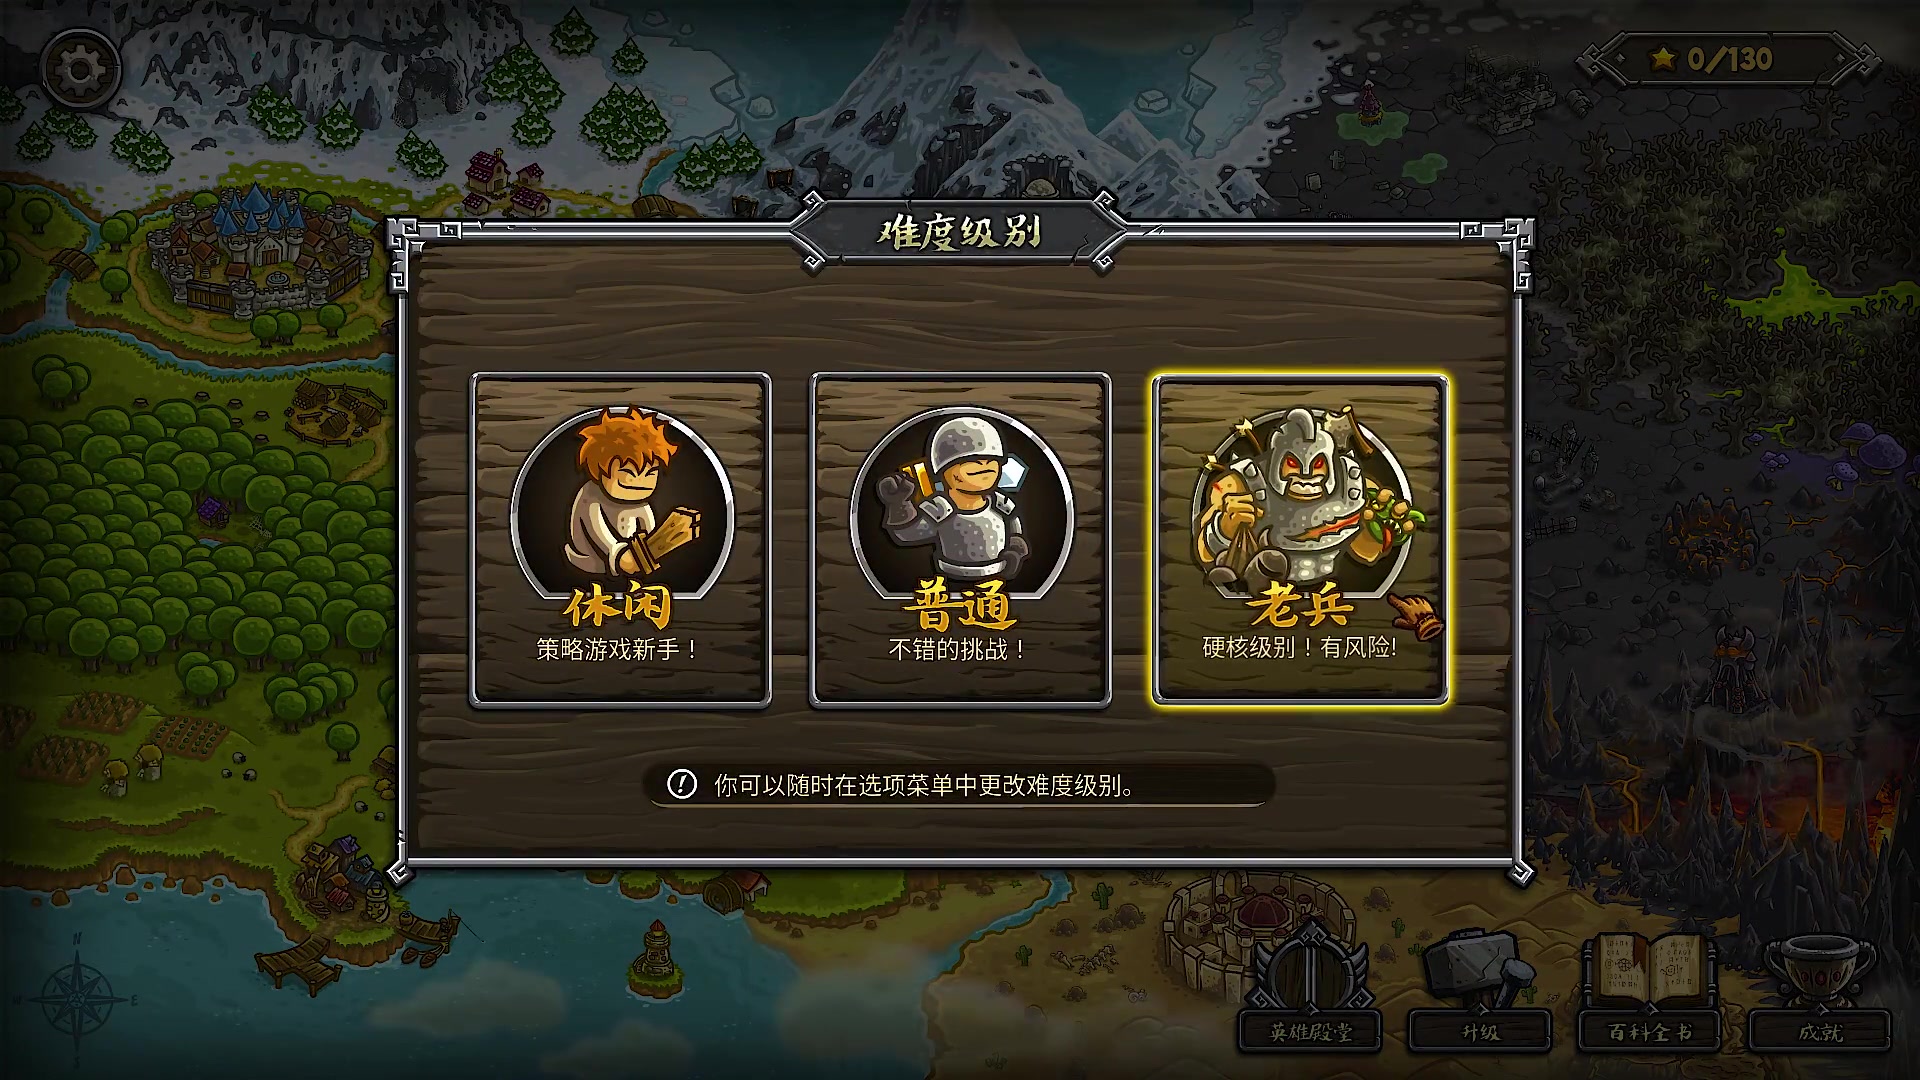 0/130
难度级别
休闲
策略游戏新手！
普通
不错的挑战！
老兵
硬核级别！有风险!
你可以随时在选项菜单中更改难度级别。
N
W
E
S
英雄殿堂
升级
百科全书
成就